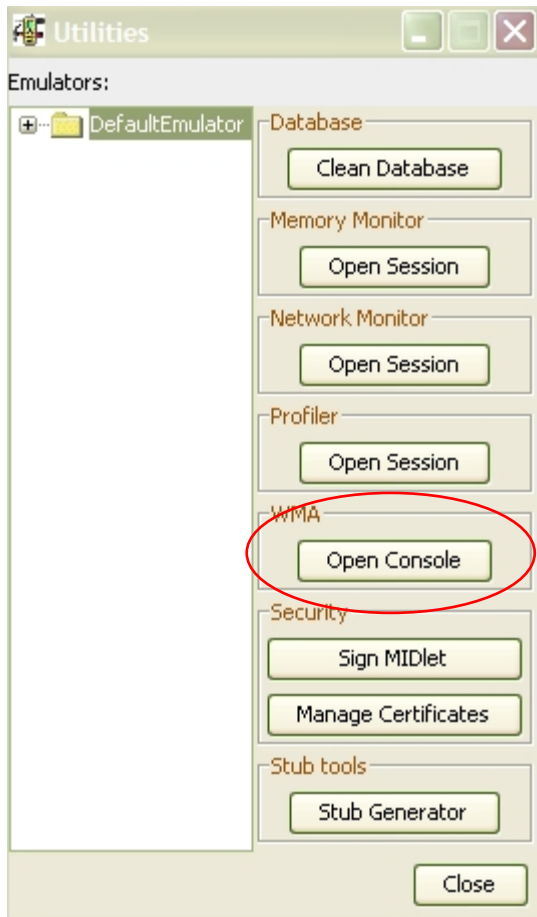 Utilities
Emulators:
DefaultEmulator
Database
Clean Database
Memory Monitor
Open Session
Network Monitor
Open Session
Profiler
Open Session
WMA
Open Console
Security
Sign MIDlet
Manage Certificates
Stub tools
Stub Generator
Close